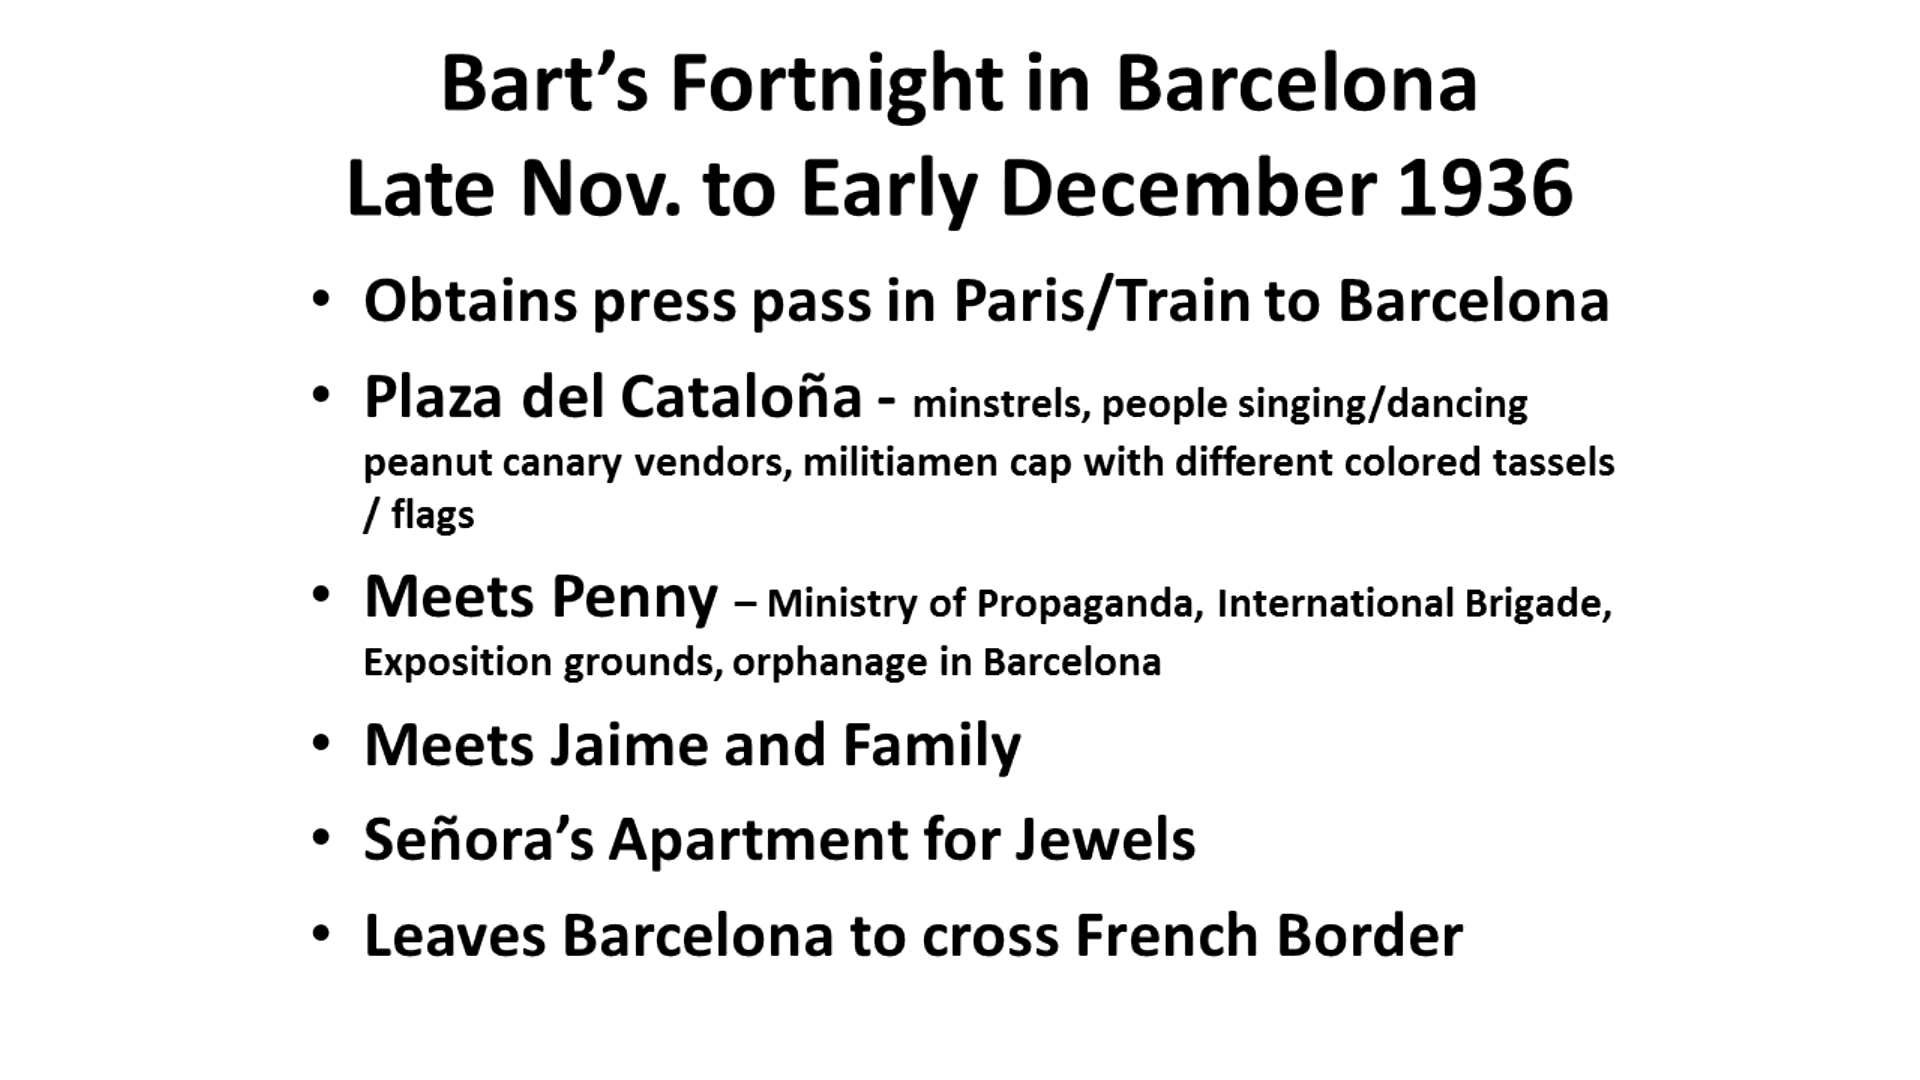 Bart’s Fortnight in Barcelona
Late Nov. to Early December 1936
• Obtains press pass in Paris/Train to Barcelona
• Plaza del Cataloña - minstrels, people singing/dancing
peanut canary vendors, militiamen cap with different colored tassels
/ flags
• Meets Penny – Ministry of Propaganda, International Brigade,
Exposition grounds, orphanage in Barcelona
• Meets Jaime and Family
• Señora’s Apartment for Jewels
• Leaves Barcelona to cross French Border